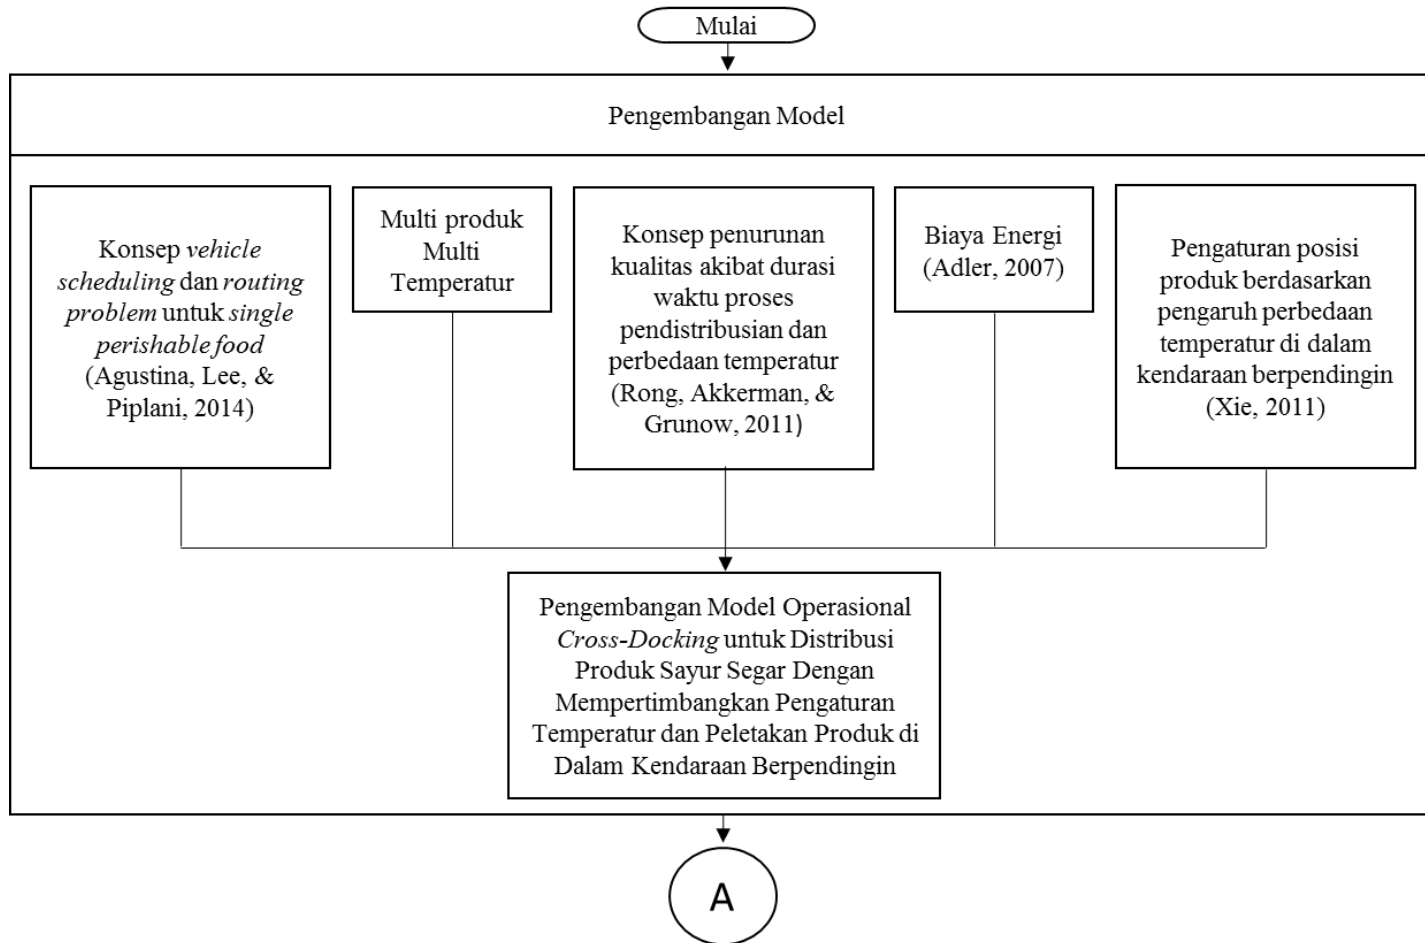 Mulai
Pengembangan Model
Konsep vehicle
scheduling dan routing
problem untuk single
perishable food
(Agustina, Lee, &
Piplani, 2014)
Multi produk
Multi
Temperatur
Konsep penurunan
kualitas akibat durasi
waktu proses
pendistribusian dan
perbedaan temperatur
(Rong, Akkerman, &
Grunow, 2011)
Biaya Energi
(Adler, 2007)
Pengaturan posisi
produk berdasarkan
pengaruh perbedaan
temperatur di dalam
kendaraan berpendingin
(Xie, 2011)
Pengembangan Model Operasional
Cross-Docking untuk Distribusi
Produk Sayur Segar Dengan
Mempertimbangkan Pengaturan
Temperatur dan Peletakan Produk di
Dalam Kendaraan Berpendingin
A